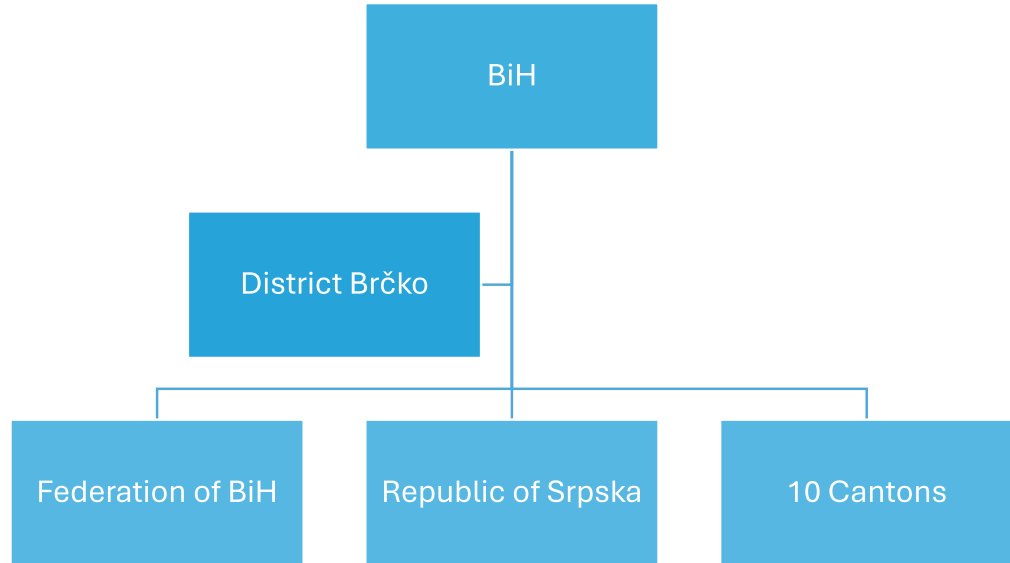 BiH
District Brčko
Federation of BiH
Republic of Srpska
10 Cantons